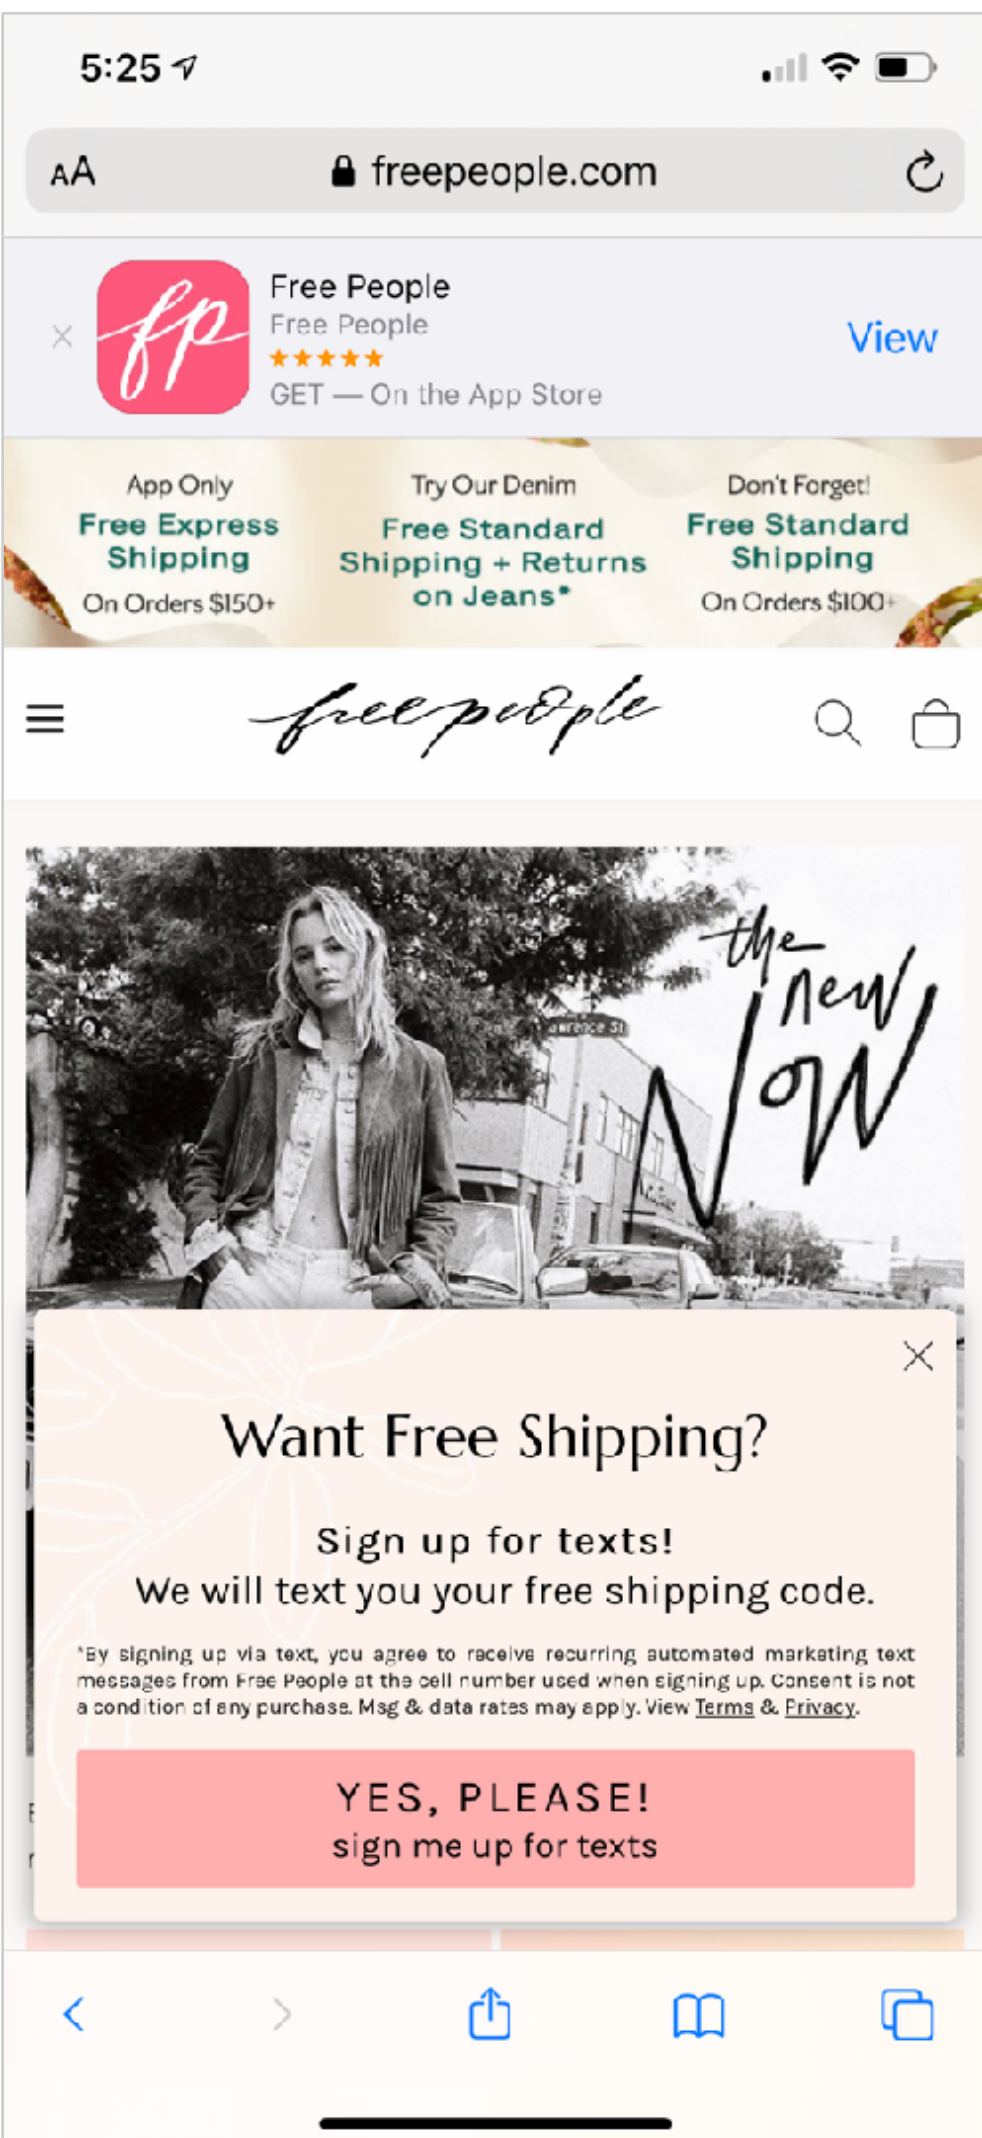 5:25
AA freepeople.com
fp
Free People
Free People
GET — On the App Store
View
App Only
Free Express
Shipping
On Orders $150+
Try Our Denim
Free Standard
Shipping + Returns
on Jeans*
Don't Forget!
Free Standard
Shipping
On Orders $100+
free people
the
new
Now
awrence St
Want Free Shipping?
Sign up for texts!
We will text you your free shipping code.
*By signing up via text, you agree to receive recurring automated marketing text
messages from Free People at the cell number used when signing up. Consent is not
a condition of any purchase. Msg & data rates may apply. View Terms & Privacy.
YES, PLEASE!
sign me up for texts